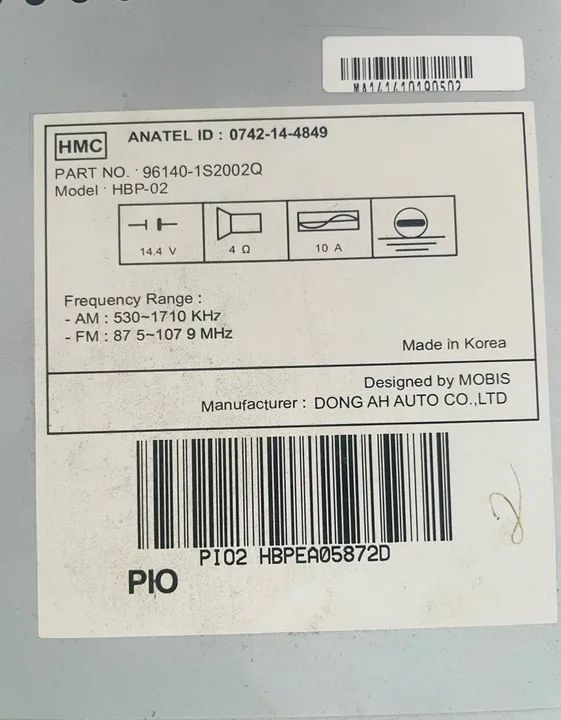 MA141410190502
HMC ANATEL ID : 0742-14-4849
PART NO. : 96140-1S2002Q
Model : HBP-02
14.4 V 4 Ω 10 A
Frequency Range :
- AM : 530~1710 KHz
- FM : 87 5~107 9 MHz
Made in Korea
Designed by MOBIS
Manufacturer : DONG AH AUTO CO.,LTD
PIO2 HBPEA05872D
PIO
2